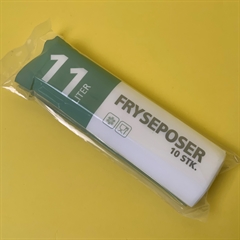 11
LITER
FRYSEPOSER
10 STK.